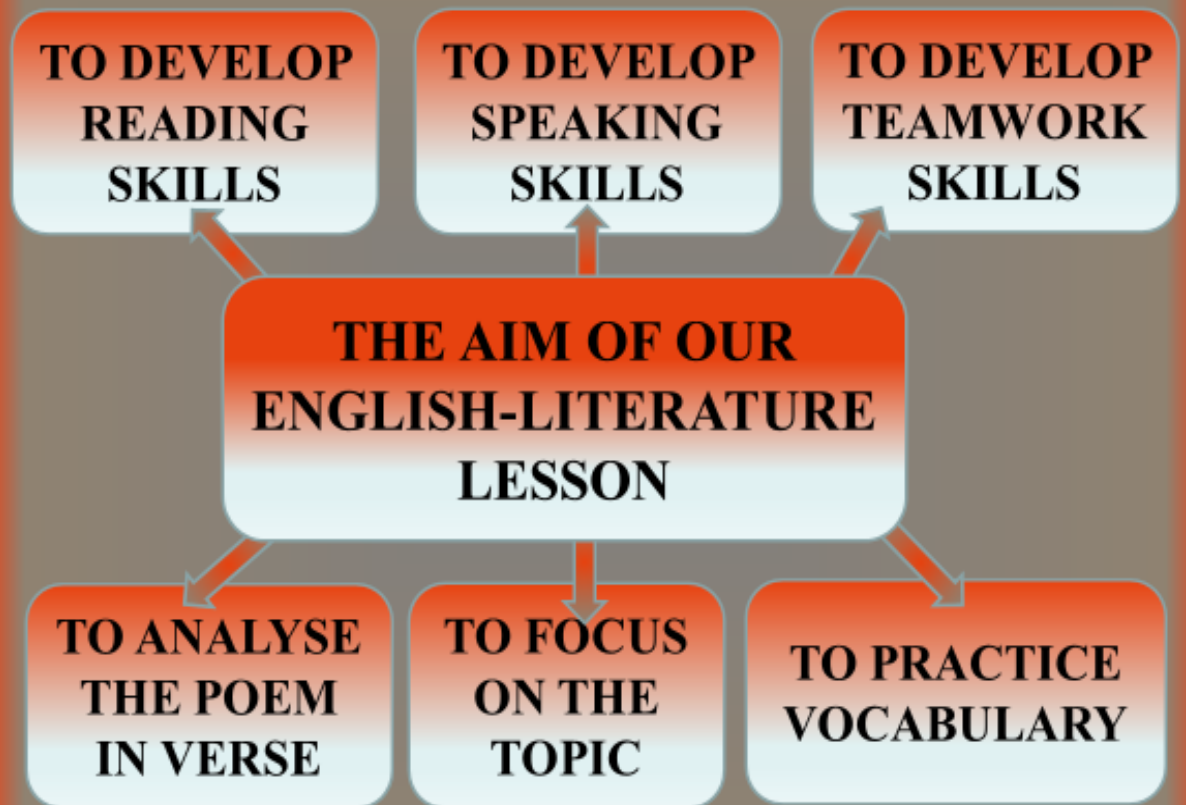 TO DEVELOP
READING
SKILLS
TO DEVELOP
SPEAKING
SKILLS
TO DEVELOP
TEAMWORK
SKILLS
THE AIM OF OUR
ENGLISH-LITERATURE
LESSON
TO ANALYSE
THE POEM
IN VERSE
TO FOCUS
ON THE
TOPIC
TO PRACTICE
VOCABULARY